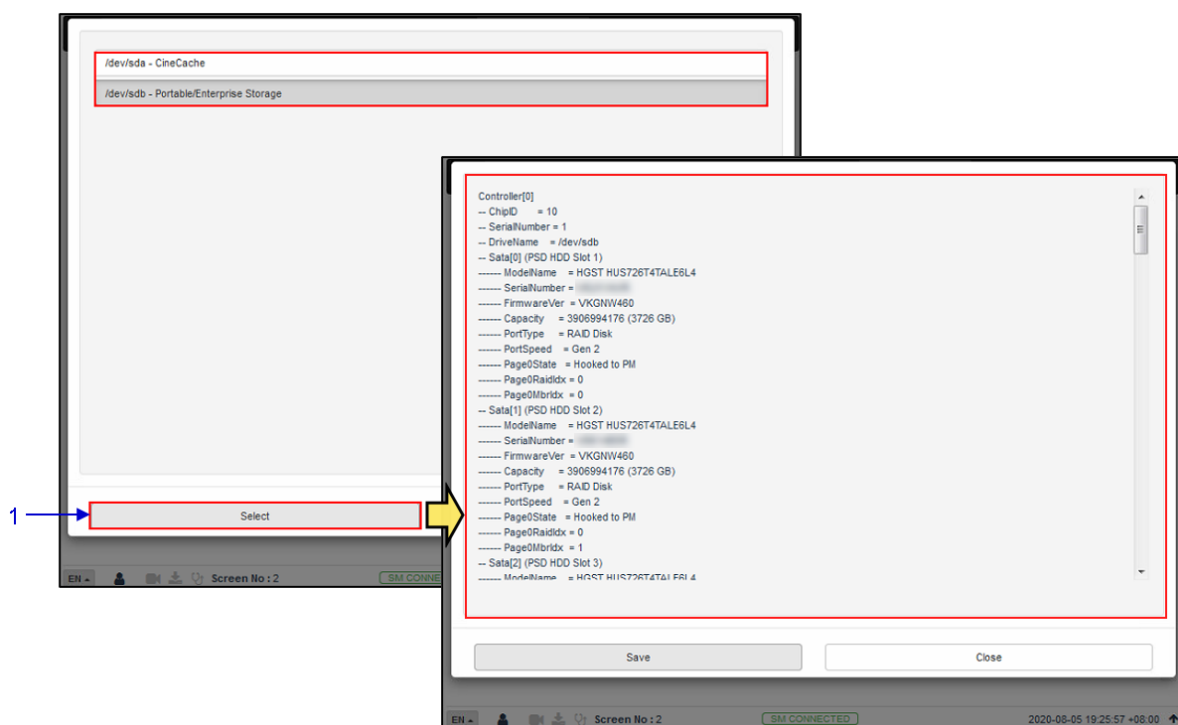 /dev/sda - CineCache
/dev/sdb - Portable/Enterprise Storage
1
Select
EN
Screen No : 2
SM CONNE
Controller[0]
-- ChipID = 10
-- SerialNumber = 1
-- DriveName = /dev/sdb
-- Sata[0] (PSD HDD Slot 1)
------ ModelName = HGST HUS726T4TALE6L4
------ SerialNumber =
------ FirmwareVer = VKGNW460
------ Capacity = 3906994176 (3726 GB)
------ PortType = RAID Disk
------ PortSpeed = Gen 2
------ Page0State = Hooked to PM
------ Page0RaidIdx = 0
------ Page0MbrIdx = 0
-- Sata[1] (PSD HDD Slot 2)
------ ModelName = HGST HUS726T4TALE6L4
------ SerialNumber =
------ FirmwareVer = VKGNW460
------ Capacity = 3906994176 (3726 GB)
------ PortType = RAID Disk
------ PortSpeed = Gen 2
------ Page0State = Hooked to PM
------ Page0RaidIdx = 0
------ Page0MbrIdx = 1
-- Sata[2] (PSD HDD Slot 3)
------ ModelName = HGST HUS726T4TALE6L4
Save
Close
EN
Screen No : 2
SM CONNECTED
2020-08-05 19:25:57 +08:00